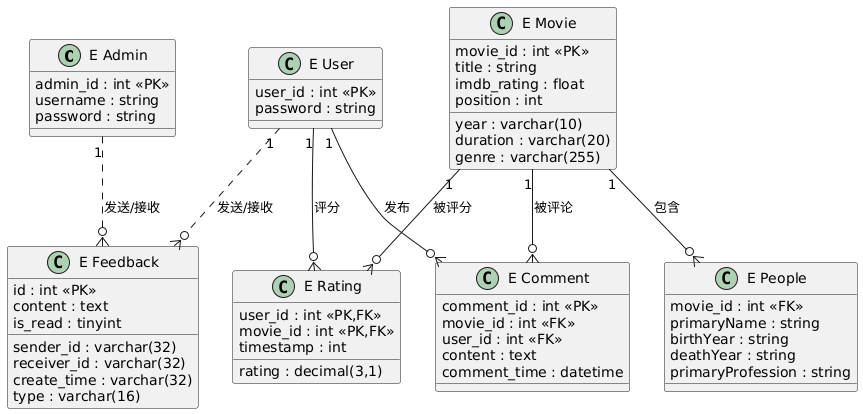 C E Admin
admin_id : int «PK»
username : string
password : string
C E User
user_id : int «PK»
password : string
C E Movie
movie_id : int «PK»
title : string
imdb_rating : float
position : int
year : varchar(10)
duration : varchar(20)
genre : varchar(255)
1
1
1
1
1
1
1
发送/接收
发送/接收
评分
发布
被评分
被评论
包含
C E Feedback
id : int «PK»
content : text
is_read : tinyint
sender_id : varchar(32)
receiver_id : varchar(32)
create_time : varchar(32)
type : varchar(16)
C E Rating
user_id : int «PK,FK»
movie_id : int «PK,FK»
timestamp : int
rating : decimal(3,1)
C E Comment
comment_id : int «PK»
movie_id : int «FK»
user_id : int «FK»
content : text
comment_time : datetime
C E People
movie_id : int «FK»
primaryName : string
birthYear : string
deathYear : string
primaryProfession : string